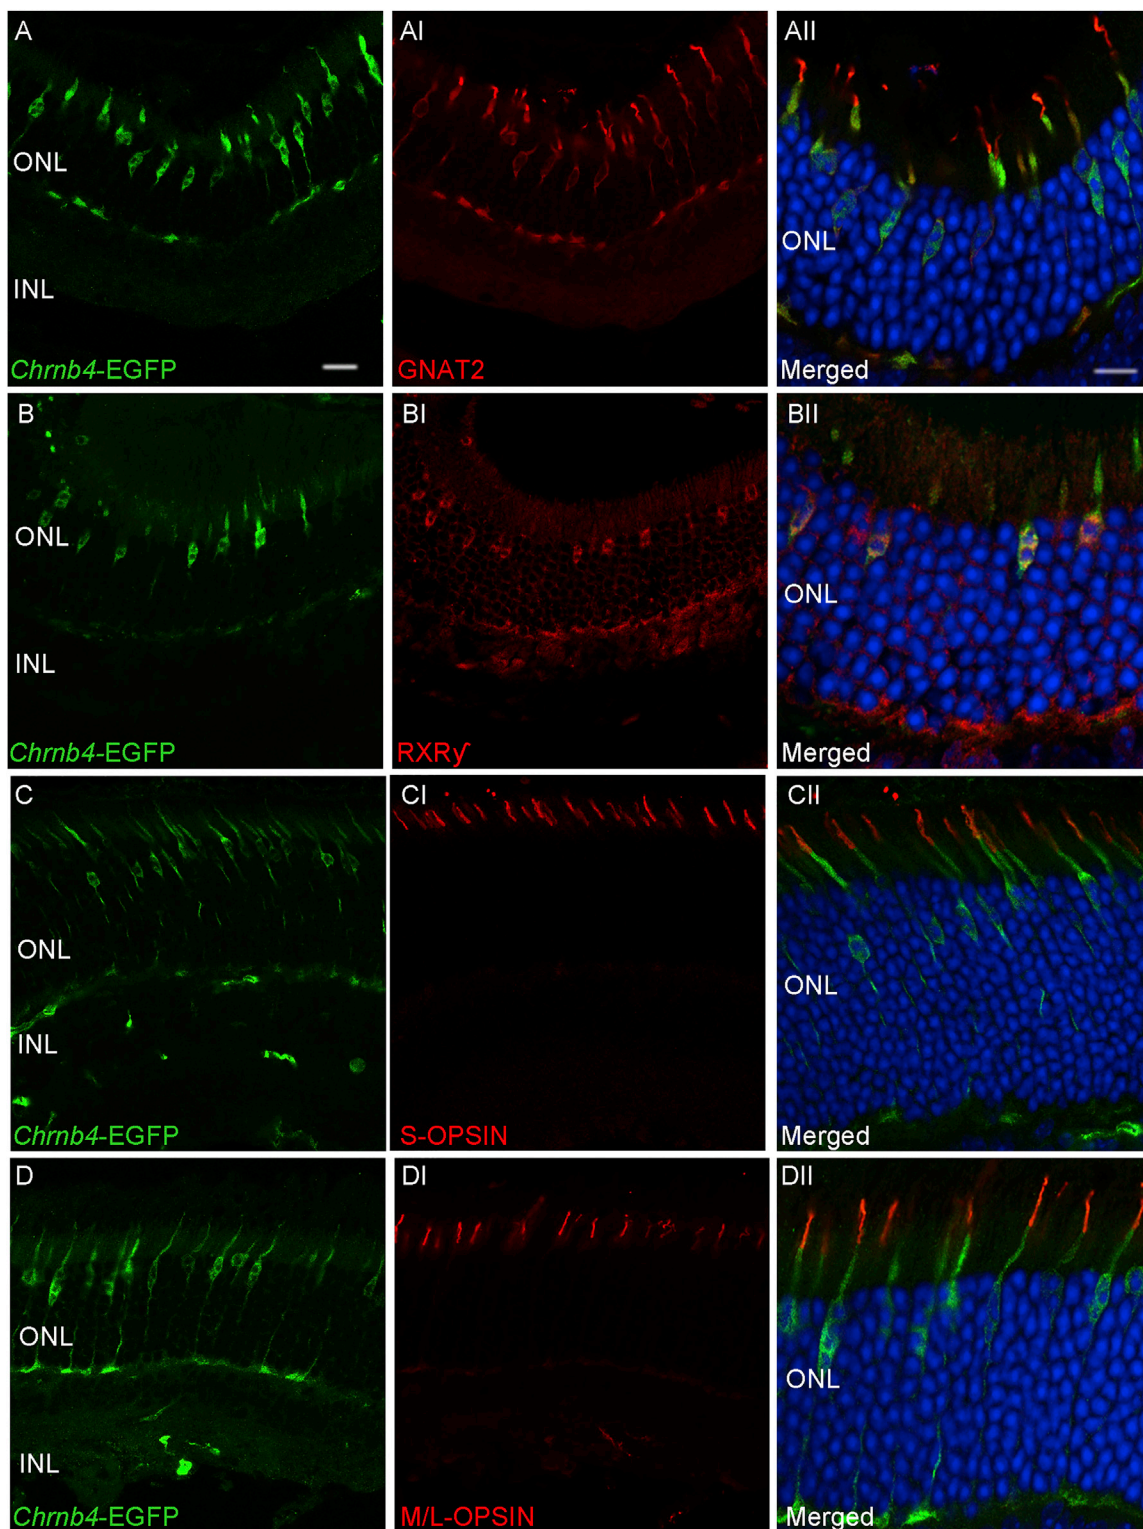 A
ONL
INL
Chrnb4-EGFP
AI
GNAT2
AII
ONL
Merged
B
ONL
INL
Chrnb4-EGFP
BI
RXRƴ
BII
ONL
Merged
C
ONL
INL
Chrnb4-EGFP
CI
S-OPSIN
CII
ONL
Merged
D
ONL
INL
Chrnb4-EGFP
DI
M/L-OPSIN
DII
ONL
Merged